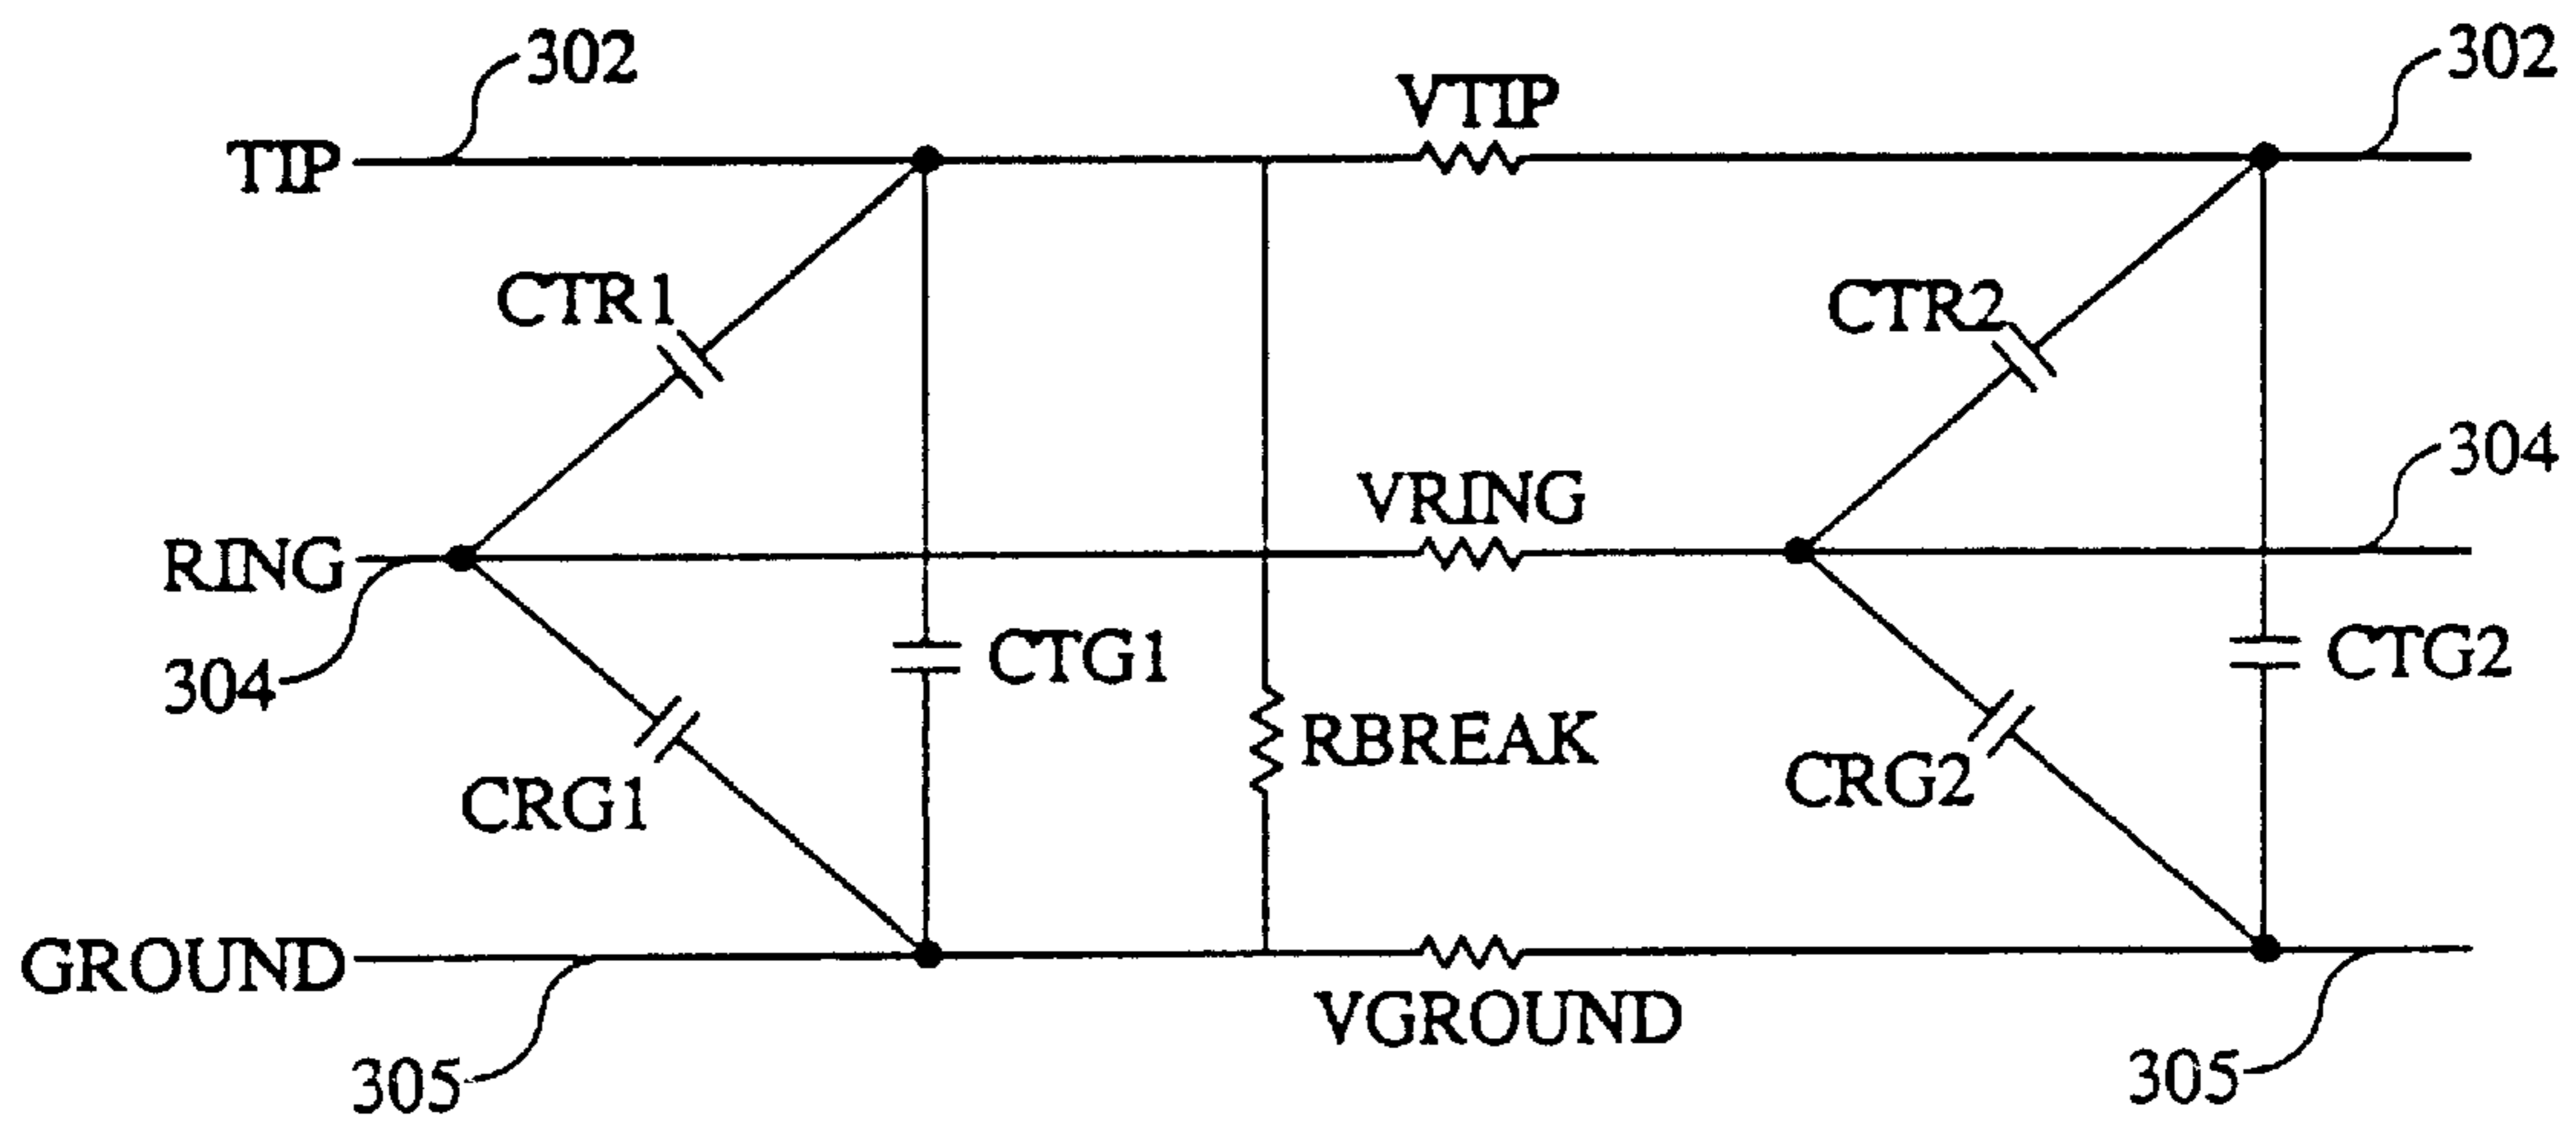 302
302
VTIP
TIP
CTR1
CTR2
304
VRING
RING
CTG1
CTG2
304
RBREAK
CRG1
CRG2
GROUND
VGROUND
305
305